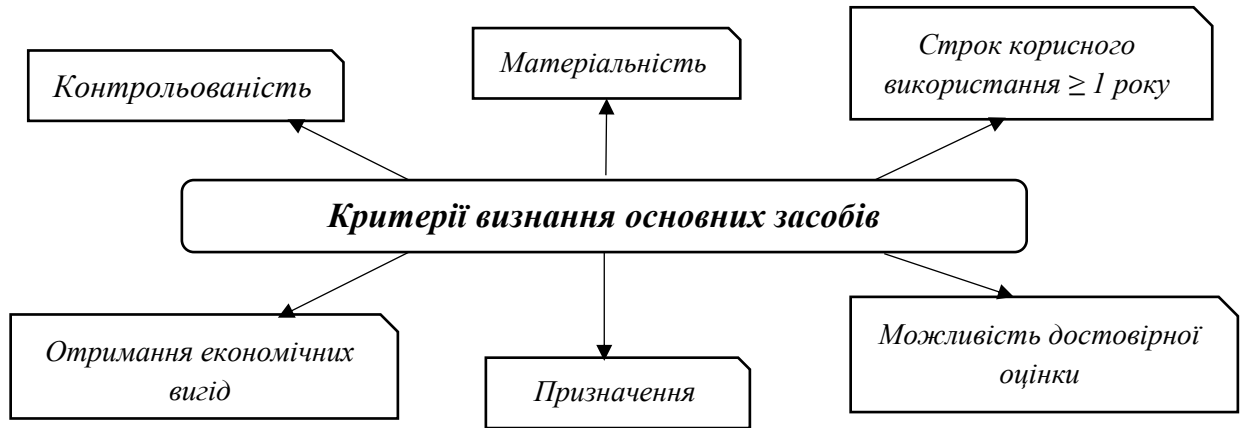 Контрольованість
Матеріальність
Строк корисного
використання ≥ 1 року
Критерії визнання основних засобів
Отримання економічних
вигід
Призначення
Можливість достовірної
оцінки